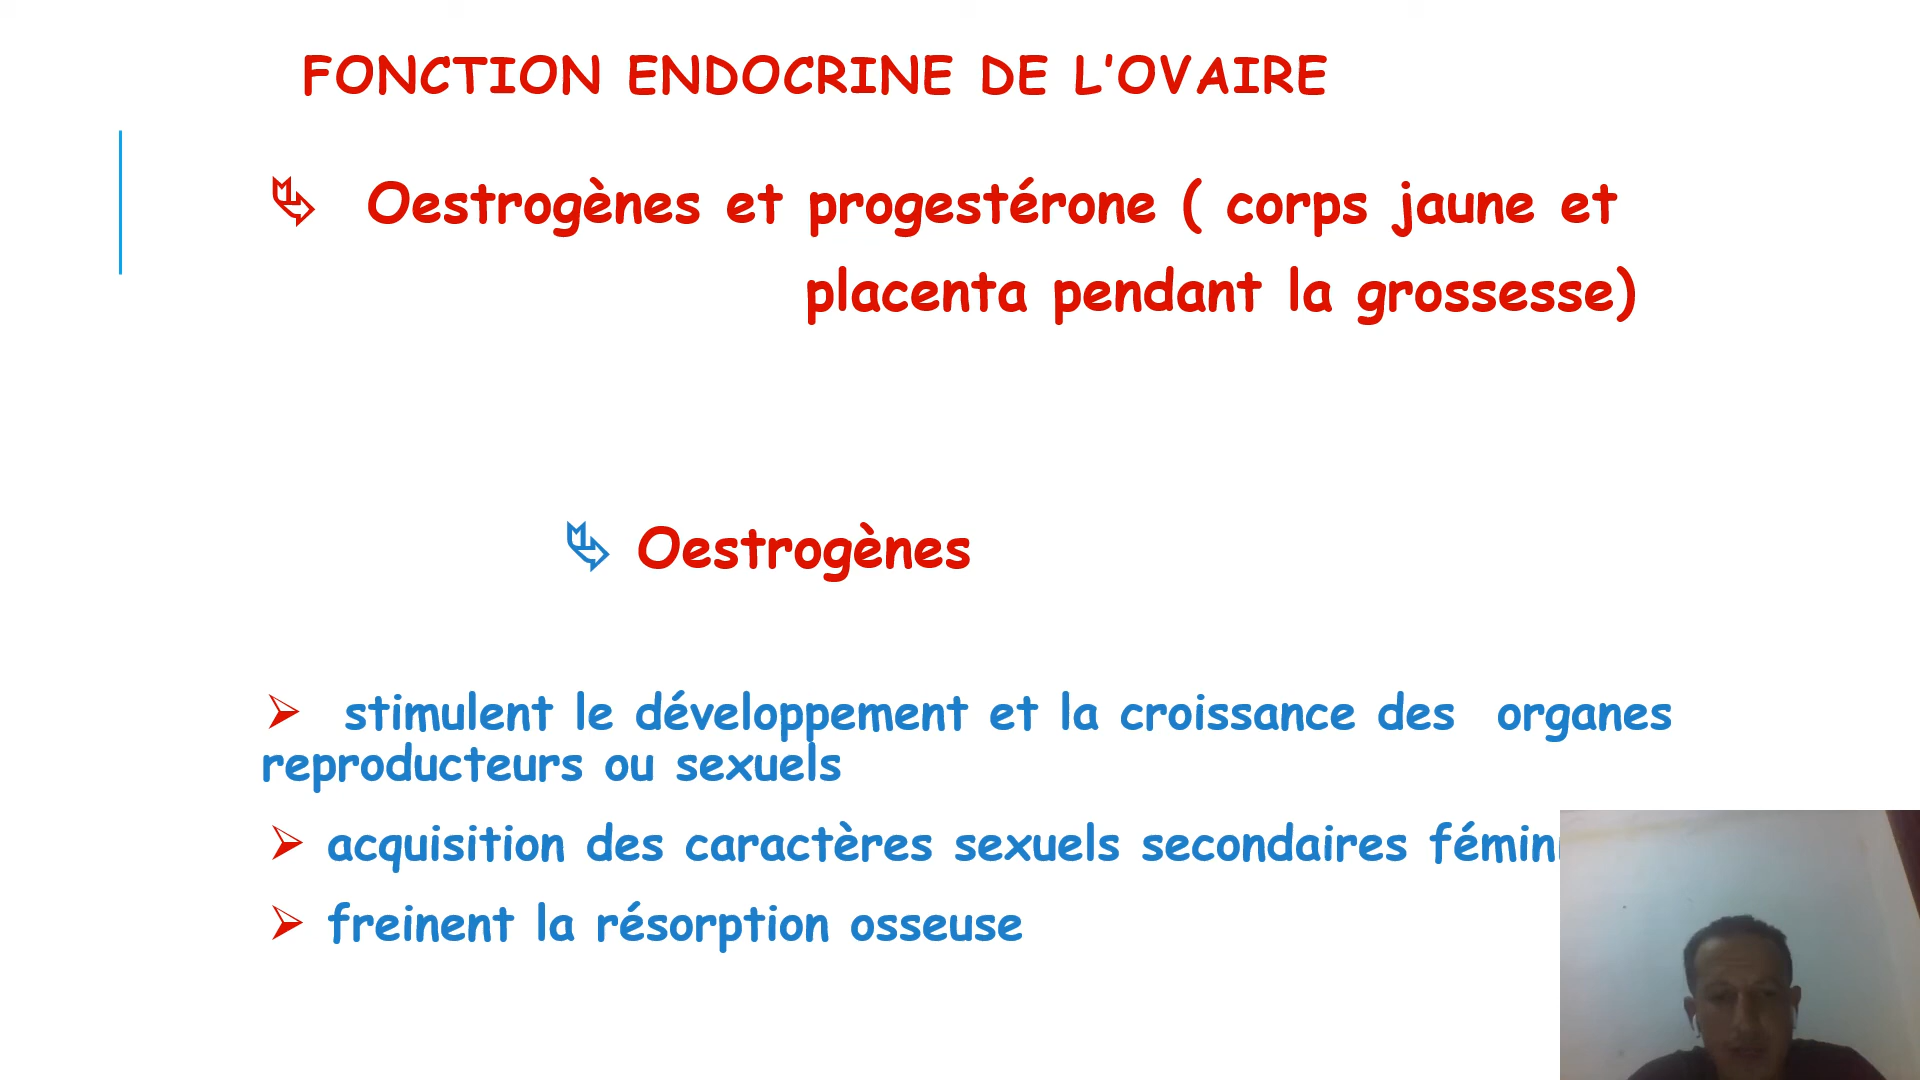 FONCTION ENDOCRINE DE L'OVAIRE
Oestrogènes et progestérone ( corps jaune et
placenta pendant la grossesse)
Oestrogènes
stimulent le développement et la croissance des organes
reproducteurs ou sexuels
acquisition des caractères sexuels secondaires
freinent la résorption osseuse